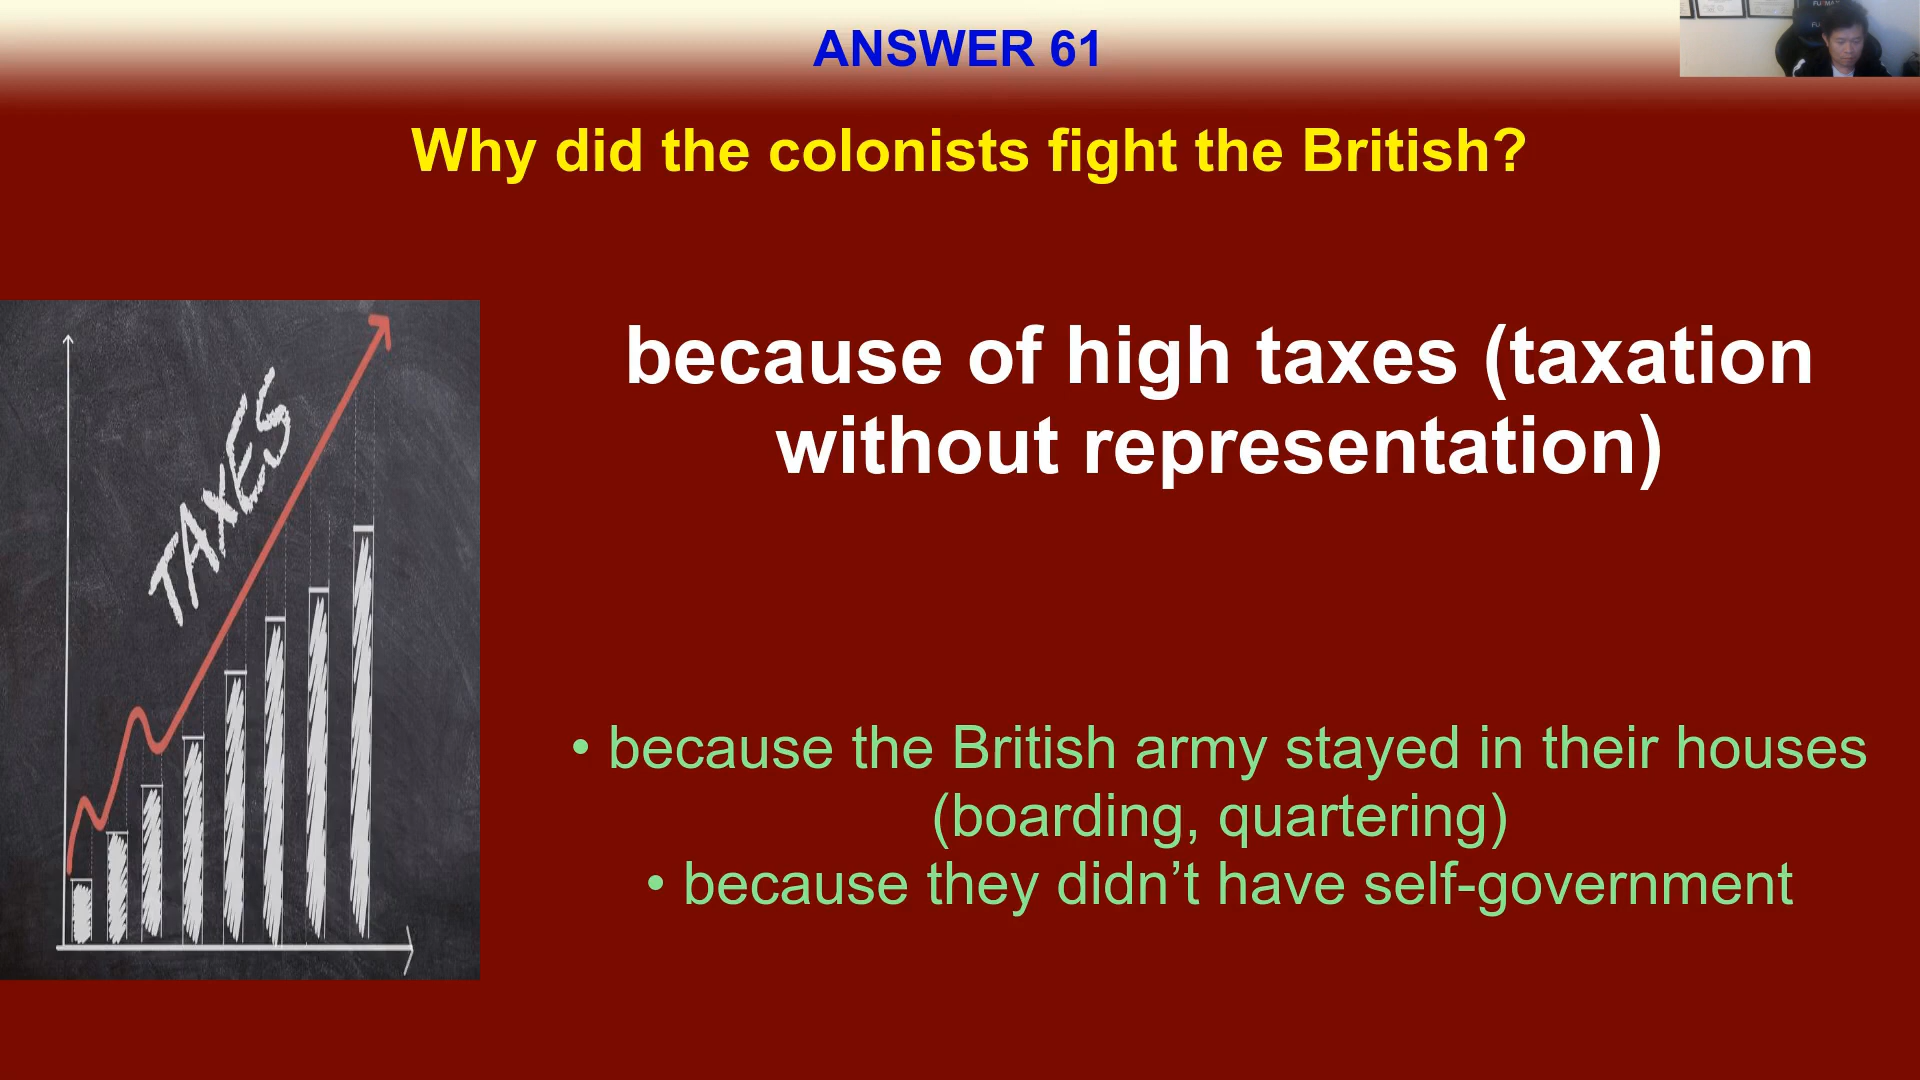 ANSWER 61
Why did the colonists fight the British?
TAXES
because of high taxes (taxation
without representation)
• because the British army stayed in their houses
(boarding, quartering)
• because they didn’t have self-government